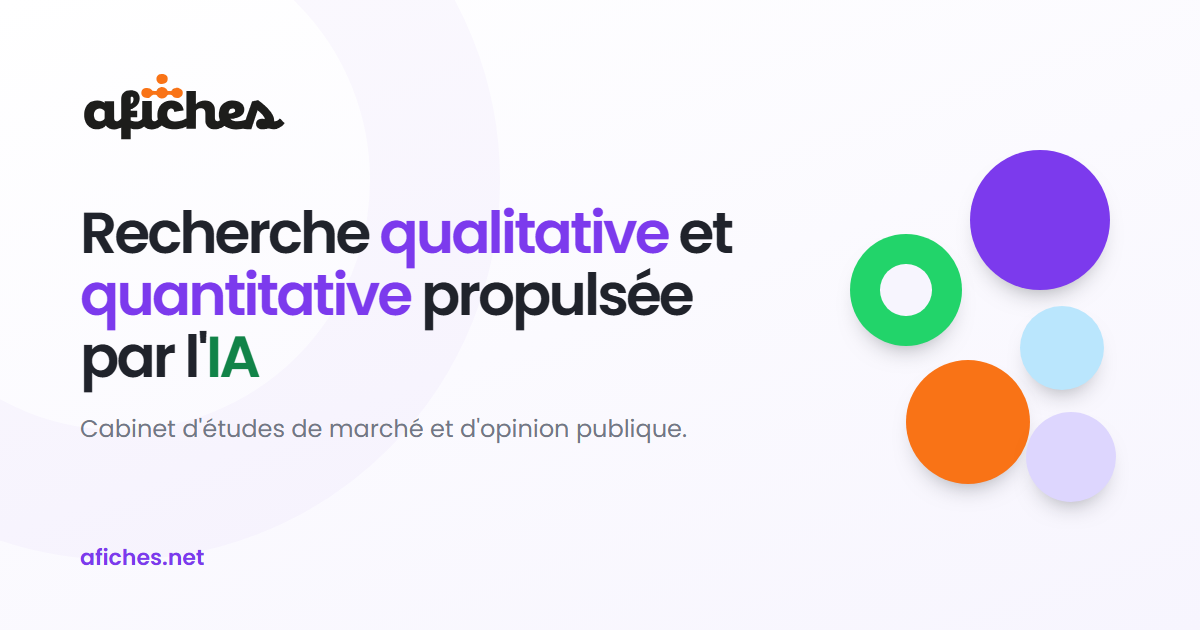 afiches
Recherche qualitative et
quantitative propulsée
par l'IA
Cabinet d'études de marché et d'opinion publique.
afiches.net